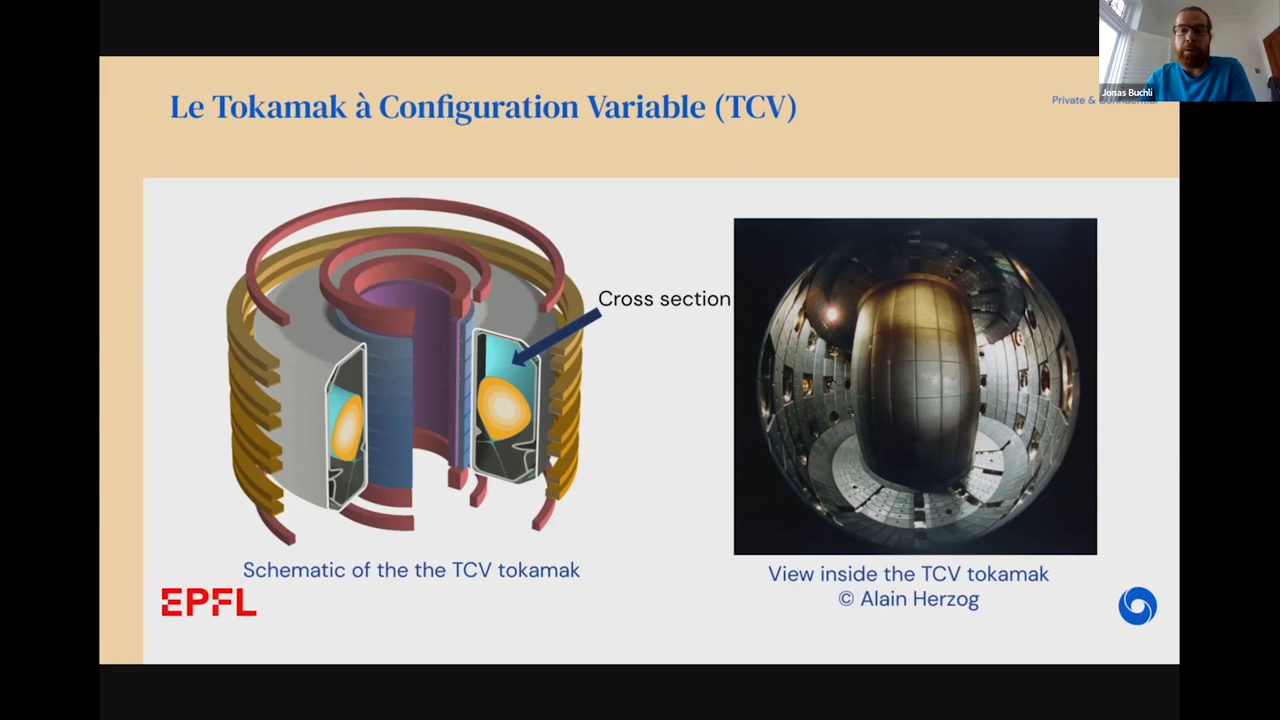 Le Tokamak à Configuration Variable (TCV)
Private &
Jonas Buchli
Cross section
Schematic of the the TCV tokamak
View inside the TCV tokamak
© Alain Herzog
EPFL